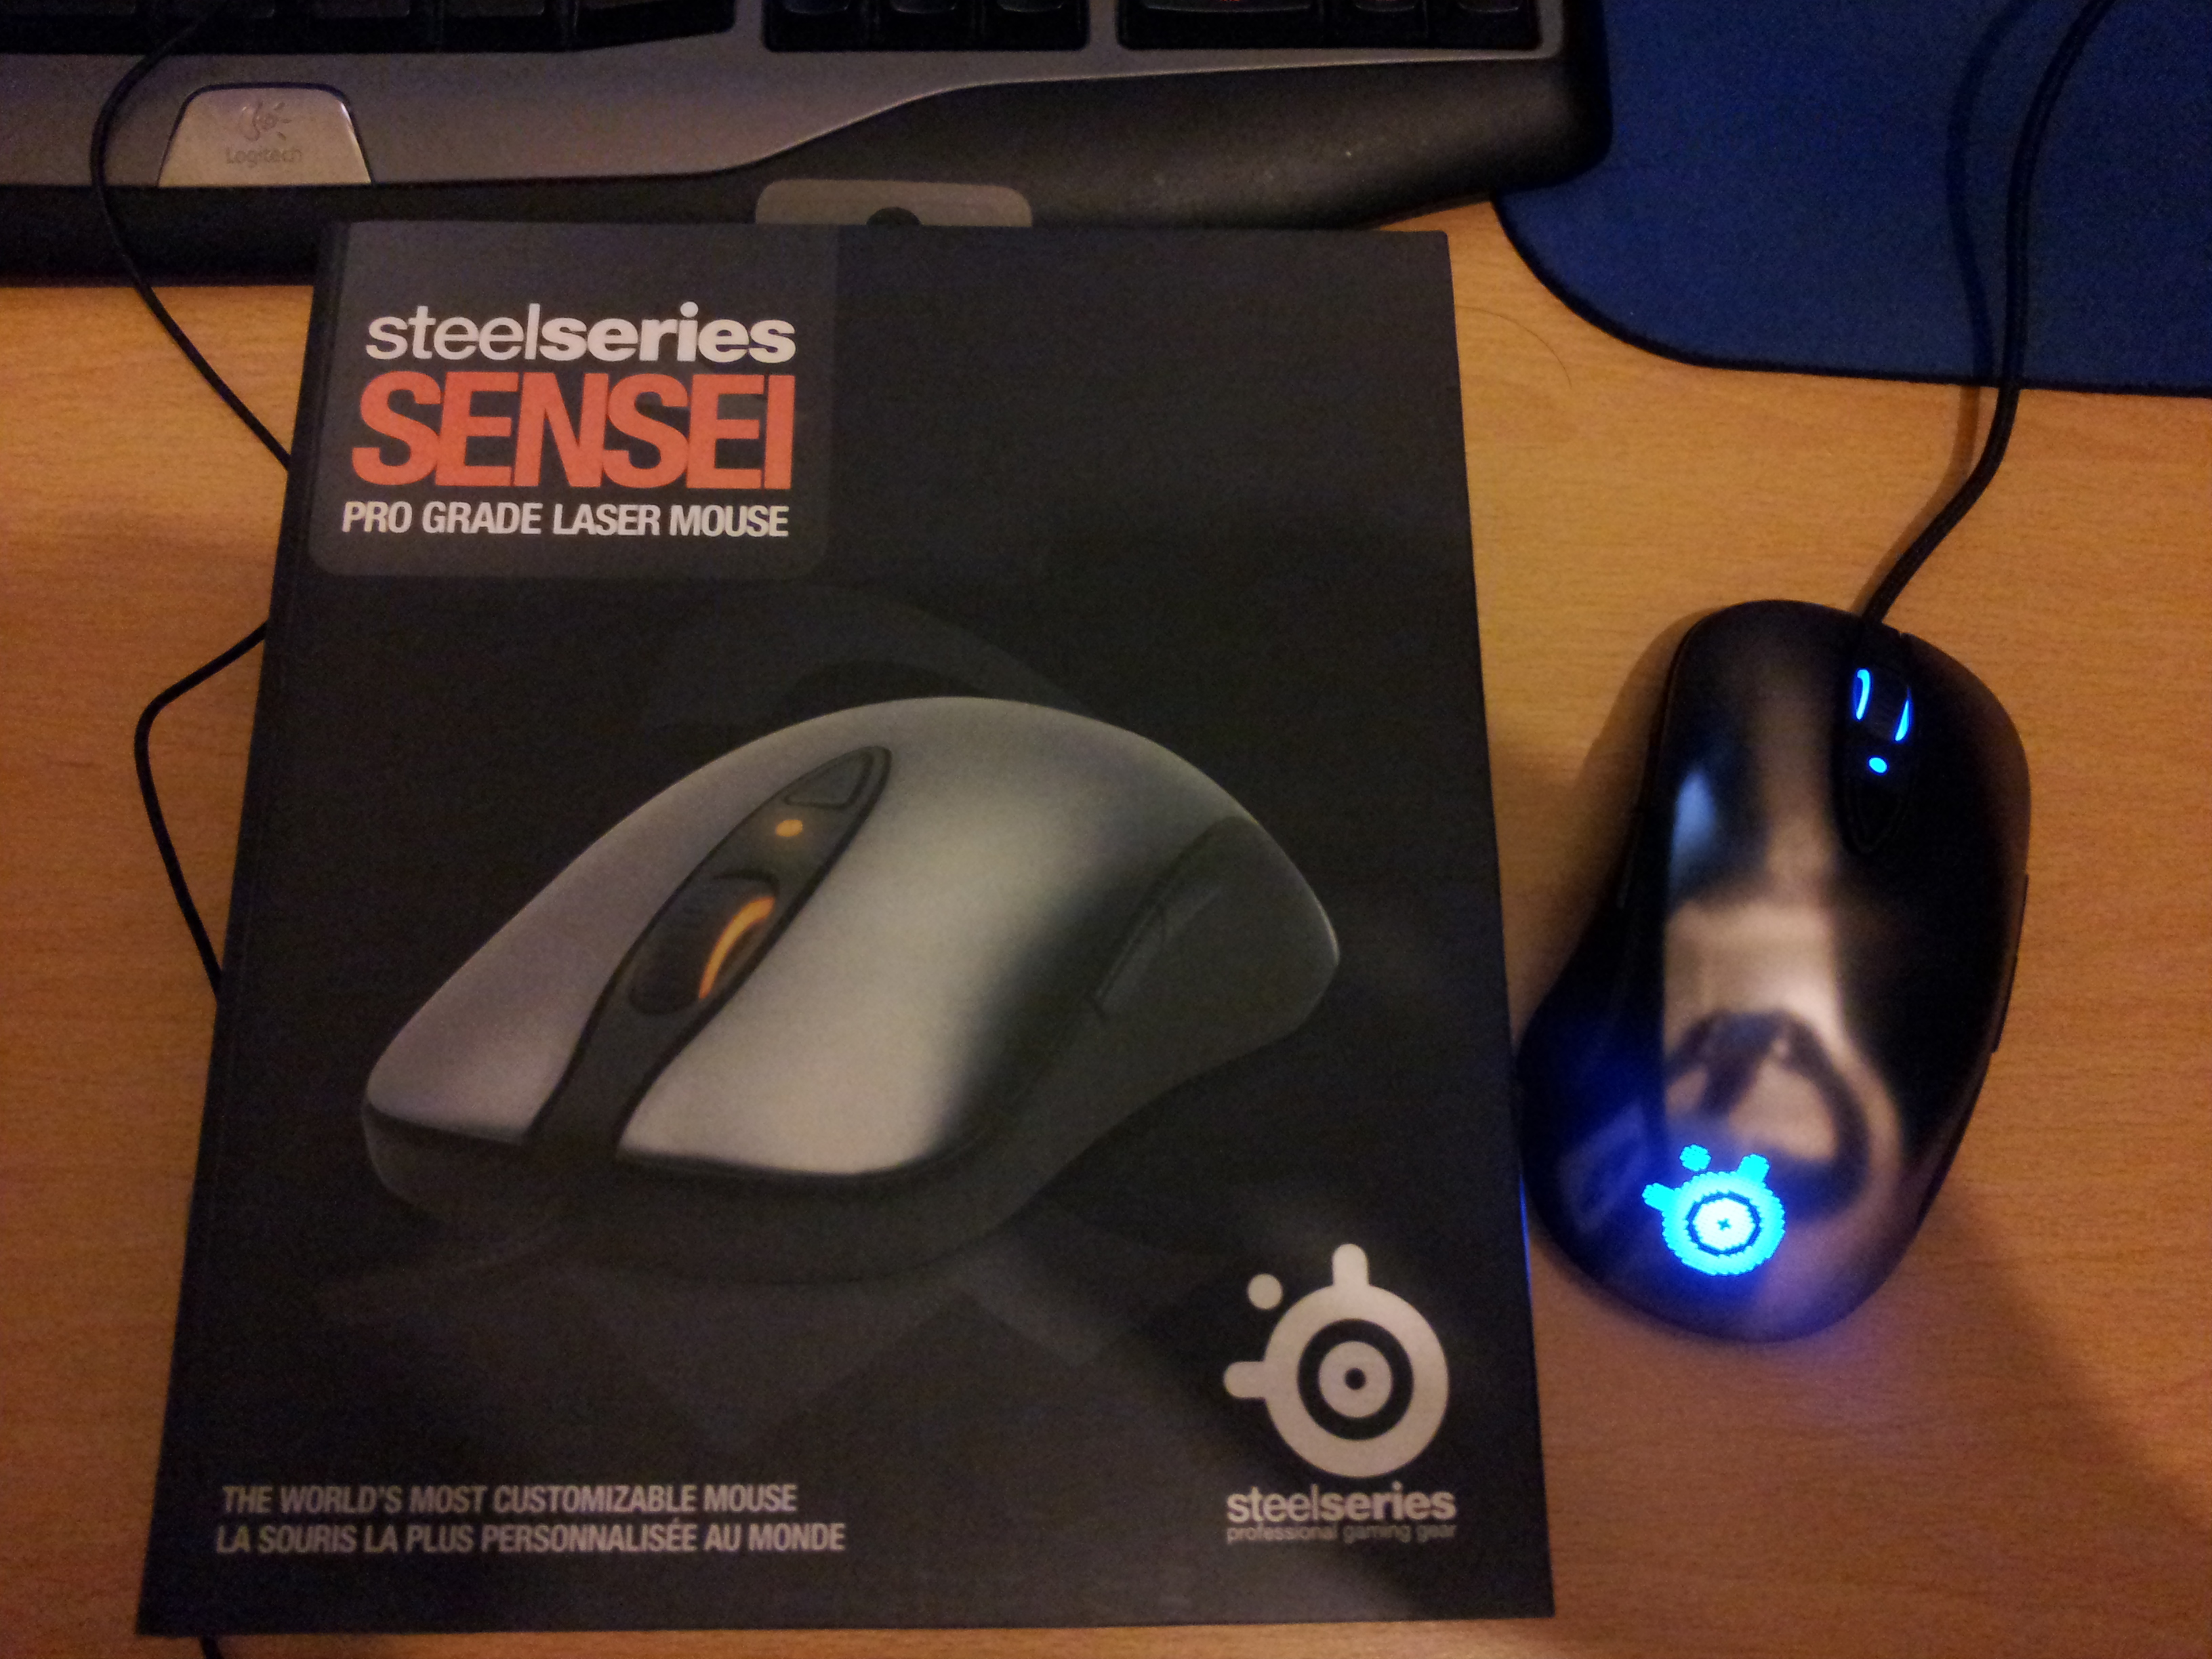 Logitech
steelseries
SENSEI
PRO GRADE LASER MOUSE
THE WORLD'S MOST CUSTOMIZABLE MOUSE
LA SOURIS LA PLUS PERSONNALISÉE AU MONDE
steelseries
professional gaming gear